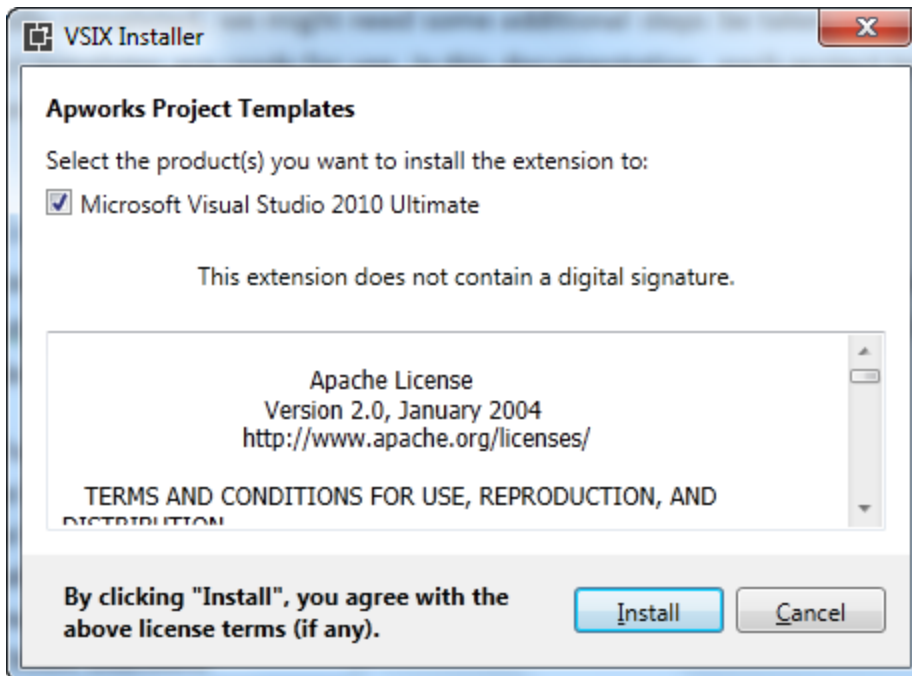 VSIX Installer
Apworks Project Templates
Select the product(s) you want to install the extension to:
Microsoft Visual Studio 2010 Ultimate
This extension does not contain a digital signature.
Apache License
Version 2.0, January 2004
http://www.apache.org/licenses/
TERMS AND CONDITIONS FOR USE, REPRODUCTION, AND
DISTRIBUTION
By clicking "Install", you agree with the
above license terms (if any).
Install
Cancel